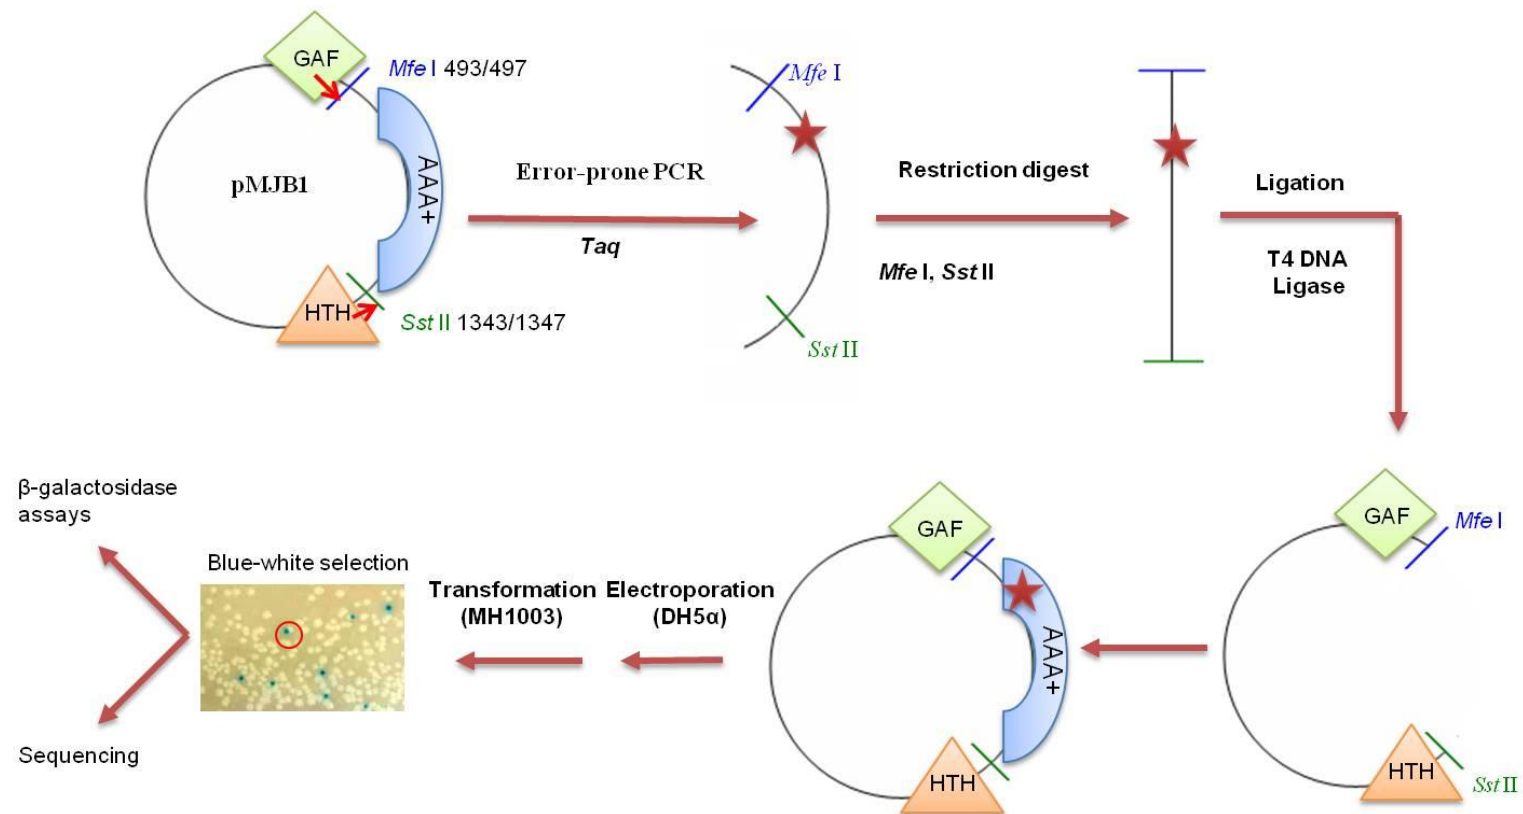 GAF
Mfe I 493/497
AAA+
pMJB1
HTH
Sst II 1343/1347
Error-prone PCR
Taq
Mfe I
Sst II
Restriction digest
Mfe I, Sst II
Ligation
T4 DNA
Ligase
GAF
Mfe I
HTH
Sst II
GAF
AAA+
HTH
Electroporation
(DH5α)
Transformation
(MH1003)
Blue-white selection
β-galactosidase
assays
Sequencing